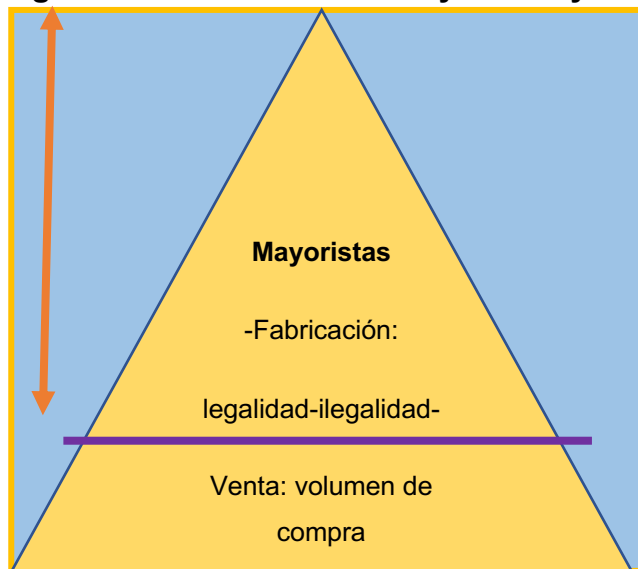 Mayoristas
-Fabricación:
legalidad-ilegalidad-
Venta: volumen de
compra